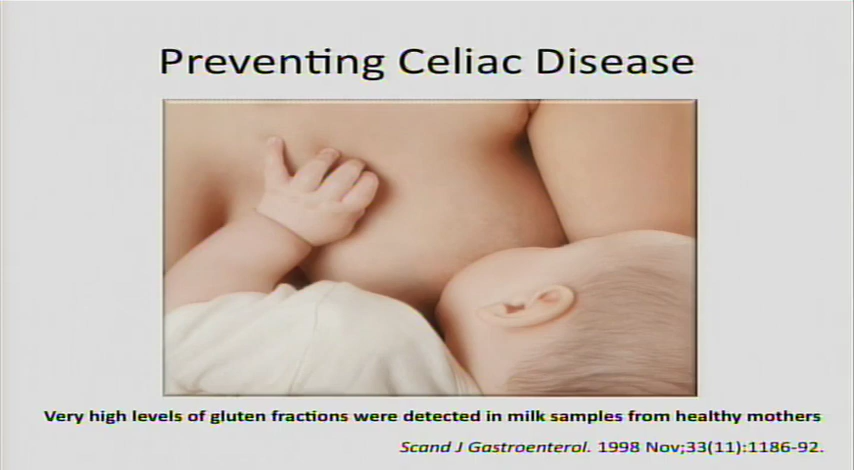 Preventing Celiac Disease
Very high levels of gluten fractions were detected in milk samples from healthy mothers
Scand J Gastroenterol. 1998 Nov;33(11):1186-92.